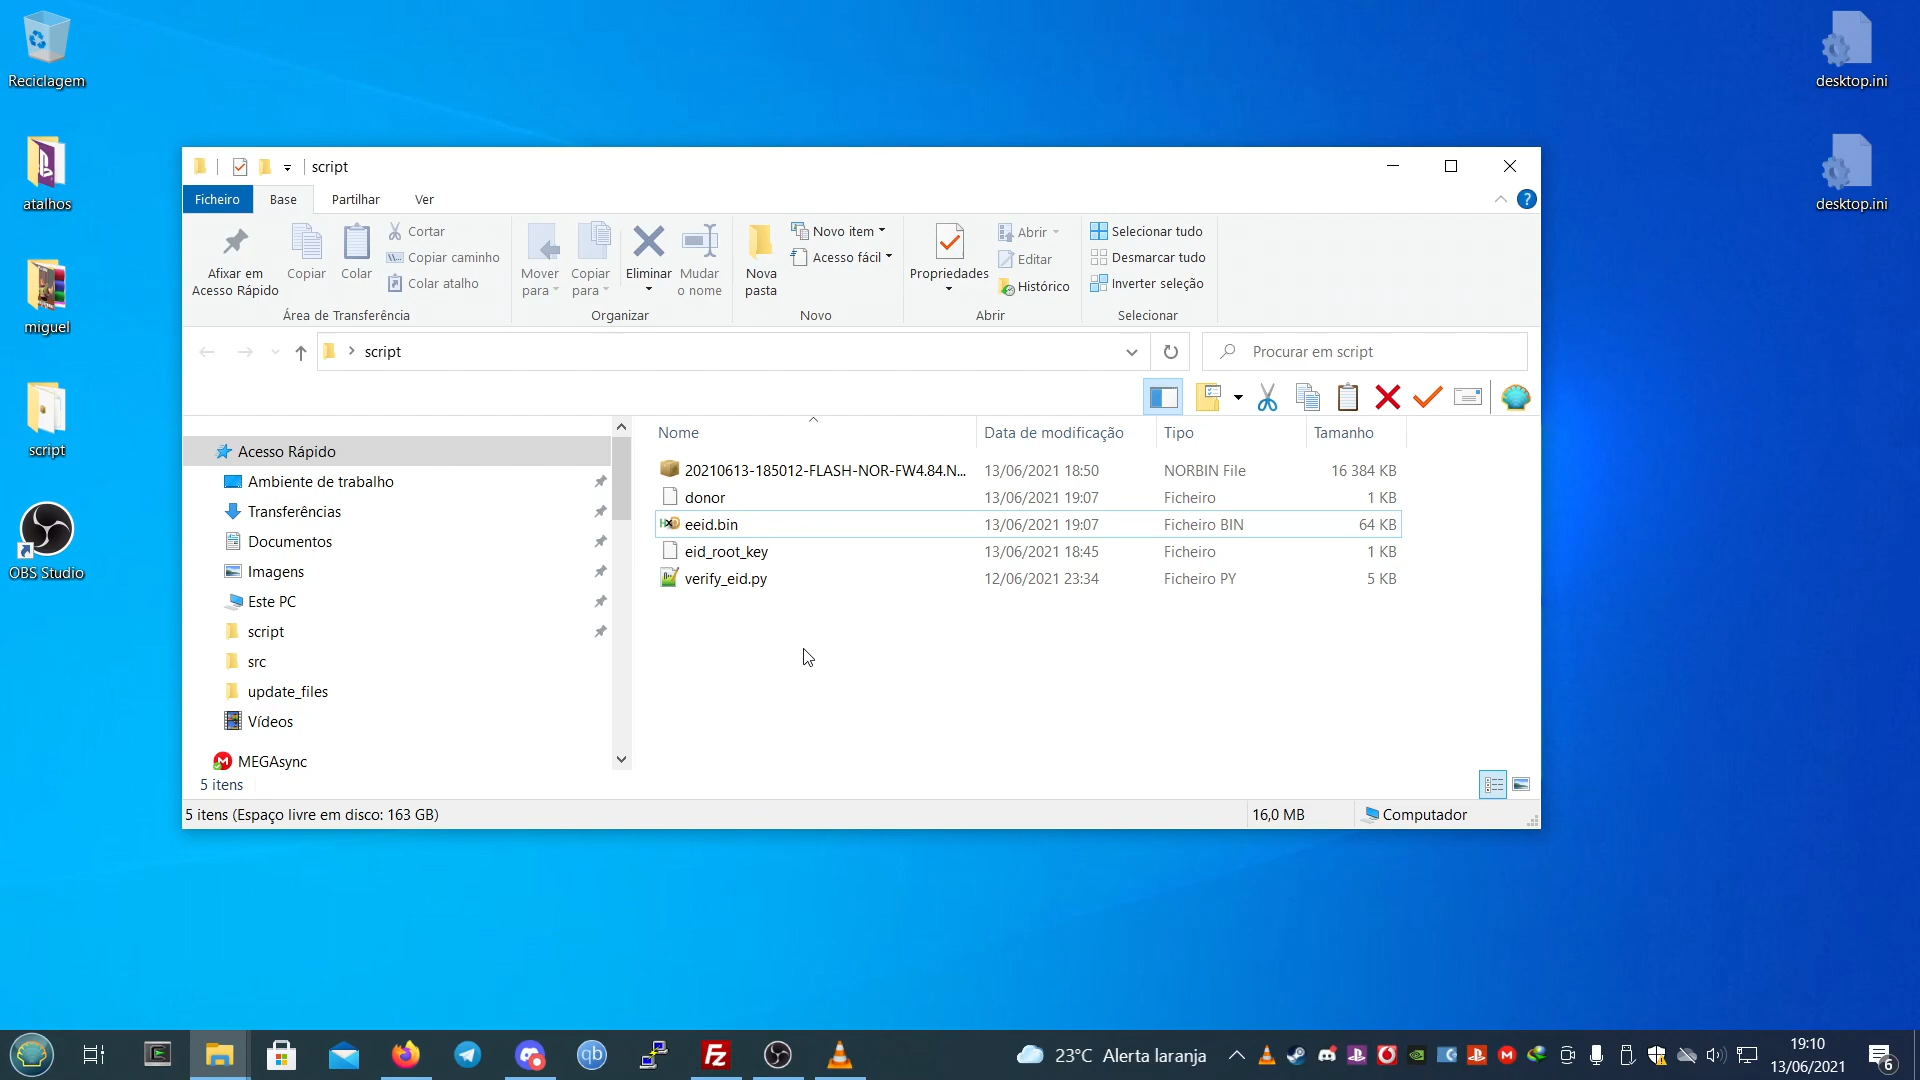 Reciclagem
atalhos
miguel
script
OBS Studio
desktop.ini
desktop.ini
script
Ficheiro Base Partilhar Ver
Afixar em
Acesso Rápido
Copiar
Colar
Cortar
Copiar caminho
Colar atalho
Área de Transferência
Mover
para
Copiar
para
Eliminar
Mudar
o nome
Organizar
Nova
pasta
Novo item
Acesso fácil
Novo
Propriedades
Abrir
Editar
Histórico
Abrir
Selecionar tudo
Desmarcar tudo
Inverter seleção
Selecionar
script
Procurar em script
Acesso Rápido
Ambiente de trabalho
Transferências
Documentos
Imagens
Este PC
script
src
update_files
Vídeos
MEGAsync
Nome Data de modificação Tipo Tamanho
20210613-185012-FLASH-NOR-FW4.84.N... 13/06/2021 18:50 NORBIN File 16 384 KB
donor 13/06/2021 19:07 Ficheiro 1 KB
eeid.bin 13/06/2021 19:07 Ficheiro BIN 64 KB
eid_root_key 13/06/2021 18:45 Ficheiro 1 KB
verify_eid.py 12/06/2021 23:34 Ficheiro PY 5 KB
5 itens
5 itens (Espaço livre em disco: 163 GB) 16,0 MB Computador
23°C Alerta laranja
19:10
13/06/2021
6